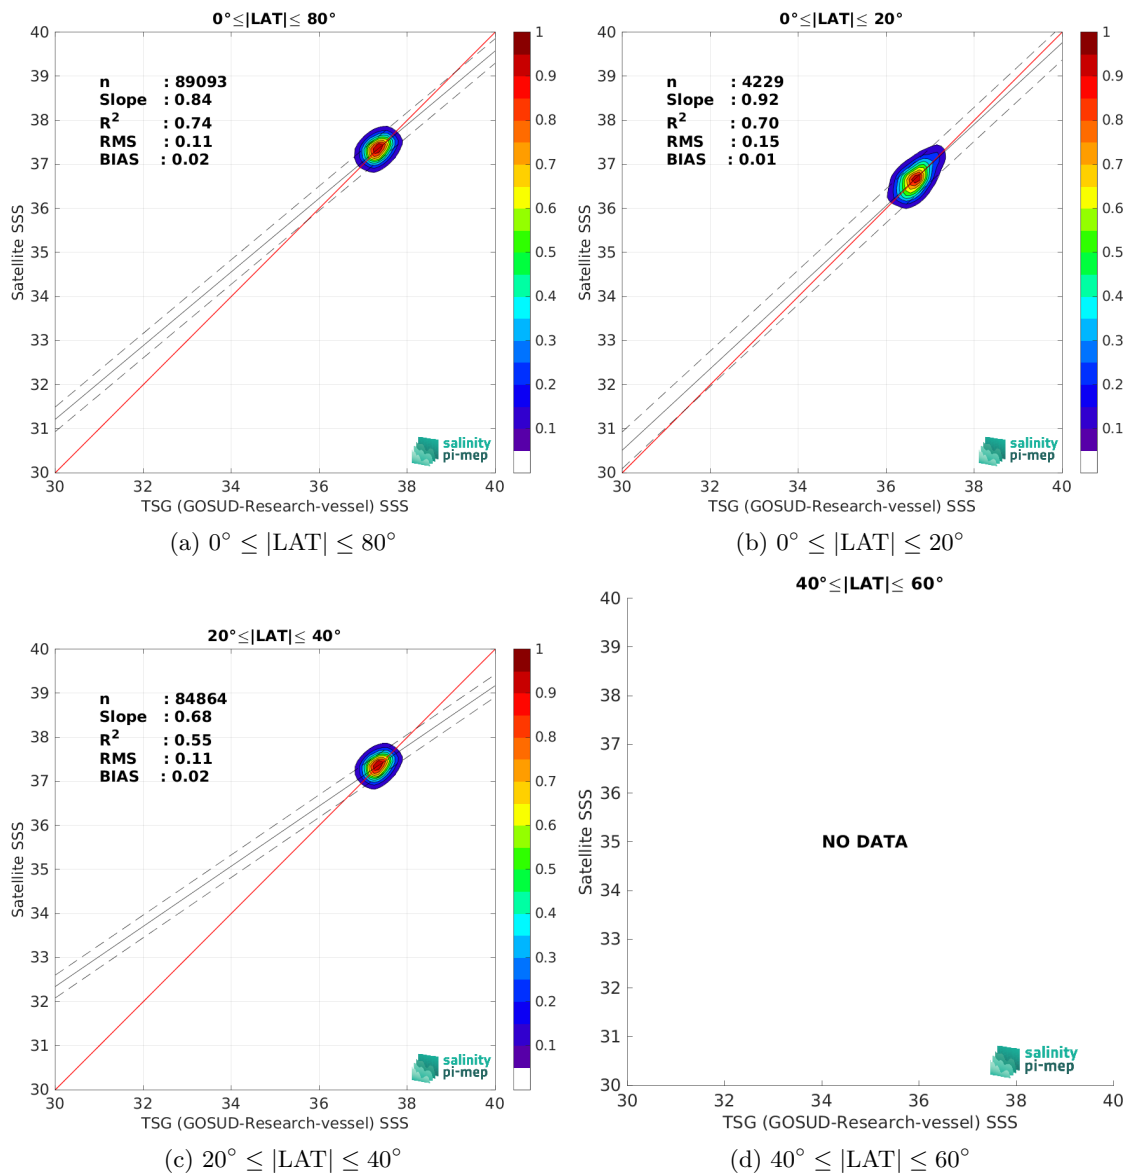 0°≤|LAT|≤ 80°
n : 89093
Slope : 0.84
R² : 0.74
RMS : 0.11
BIAS : 0.02
40
39
38
37
36
35
34
33
32
31
30
30 32 34 36 38 40
1
0.9
0.8
0.7
0.6
0.5
0.4
0.3
0.2
0.1
Satellite SSS
TSG (GOSUD-Research-vessel) SSS
salinity
pi-mep
(a) 0° ≤ |LAT| ≤ 80°
0°≤|LAT|≤ 20°
n : 4229
Slope : 0.92
R² : 0.70
RMS : 0.15
BIAS : 0.01
40
39
38
37
36
35
34
33
32
31
30
30 32 34 36 38 40
1
0.9
0.8
0.7
0.6
0.5
0.4
0.3
0.2
0.1
Satellite SSS
TSG (GOSUD-Research-vessel) SSS
salinity
pi-mep
(b) 0° ≤ |LAT| ≤ 20°
20°≤|LAT|≤ 40°
n : 84864
Slope : 0.68
R² : 0.55
RMS : 0.11
BIAS : 0.02
40
39
38
37
36
35
34
33
32
31
30
30 32 34 36 38 40
1
0.9
0.8
0.7
0.6
0.5
0.4
0.3
0.2
0.1
Satellite SSS
TSG (GOSUD-Research-vessel) SSS
salinity
pi-mep
(c) 20° ≤ |LAT| ≤ 40°
40°≤|LAT|≤ 60°
40
39
38
37
36
35
34
33
32
31
30
30 32 34 36 38 40
NO DATA
Satellite SSS
TSG (GOSUD-Research-vessel) SSS
salinity
pi-mep
(d) 40° ≤ |LAT| ≤ 60°